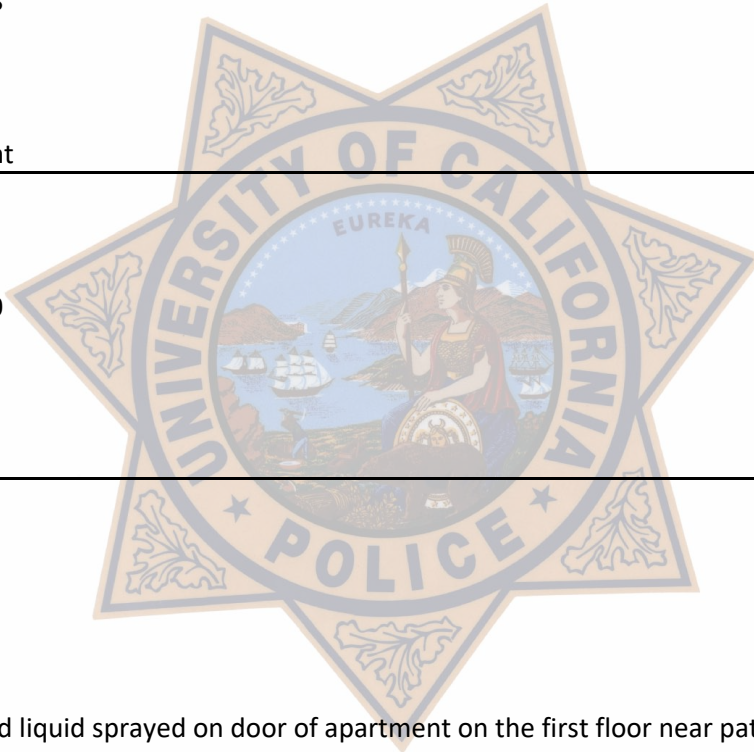 nt
UNIVERSITY OF CALIFORNIA
EUREKA
POLICE
d liquid sprayed on door of apartment on the first floor near pat